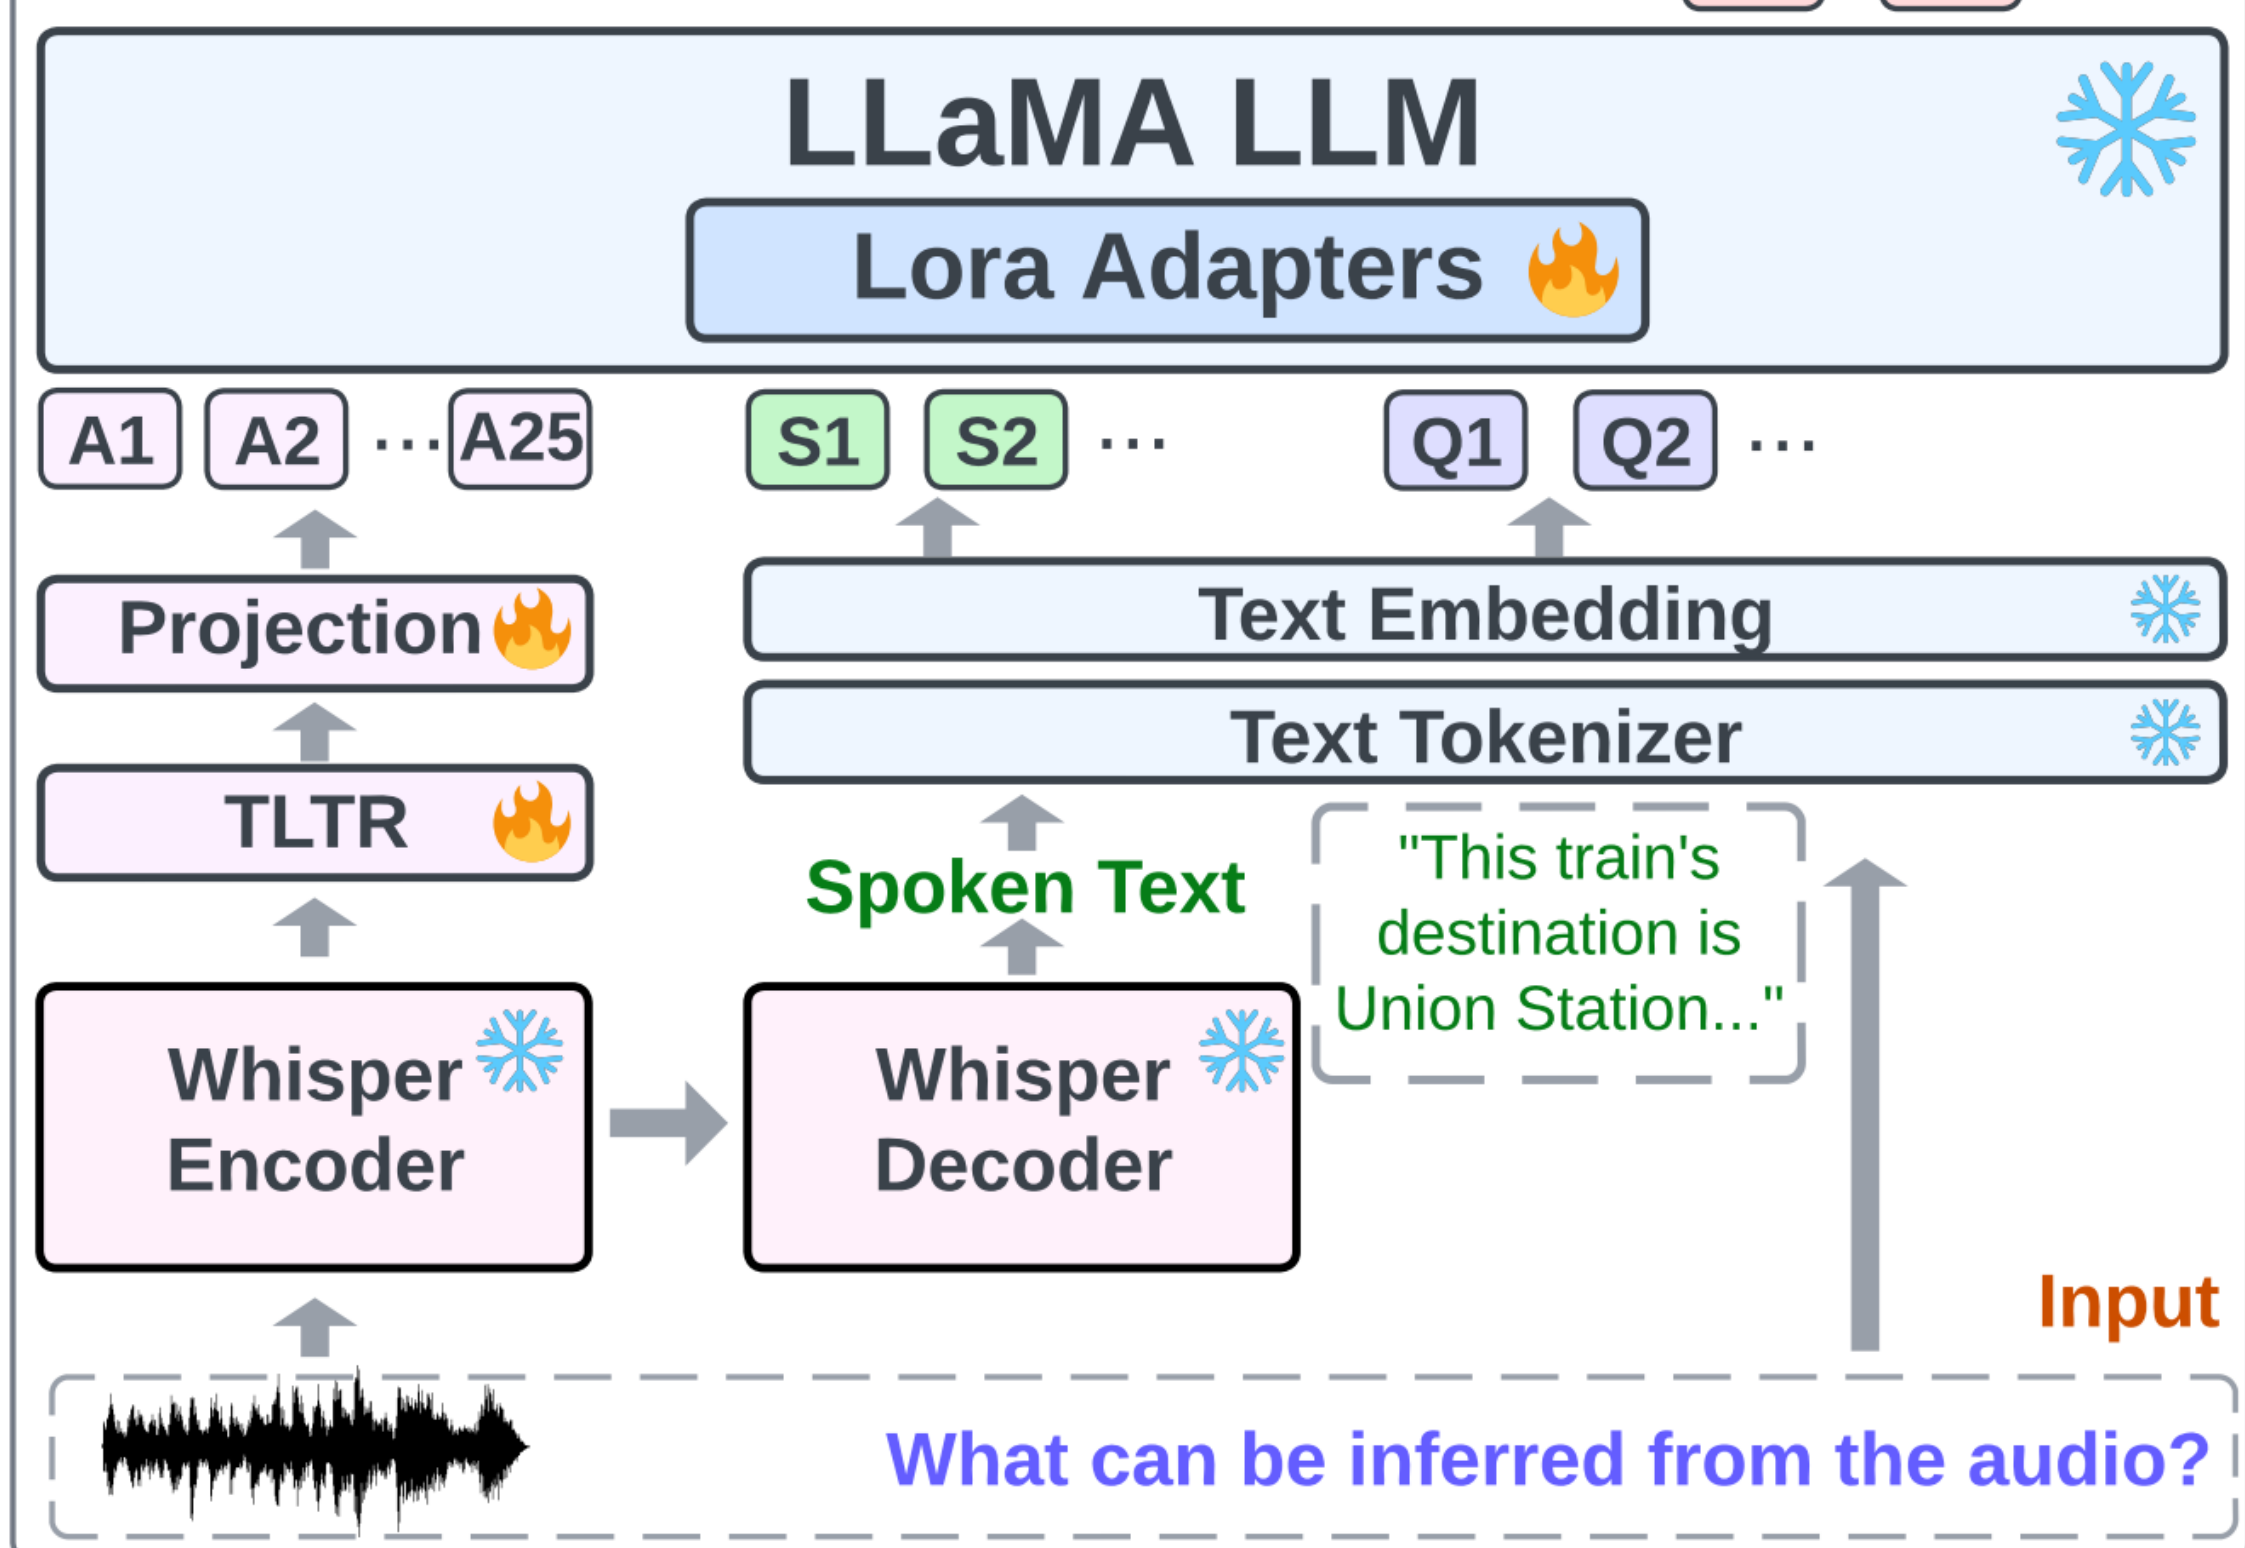 LLaMA LLM
Lora Adapters
A1 A2 ... A25 S1 S2 ... Q1 Q2 ...
Projection
Text Embedding
Text Tokenizer
TLTR
Spoken Text
"This train's
destination is
Union Station..."
Whisper
Encoder
Whisper
Decoder
Input
What can be inferred from the audio?